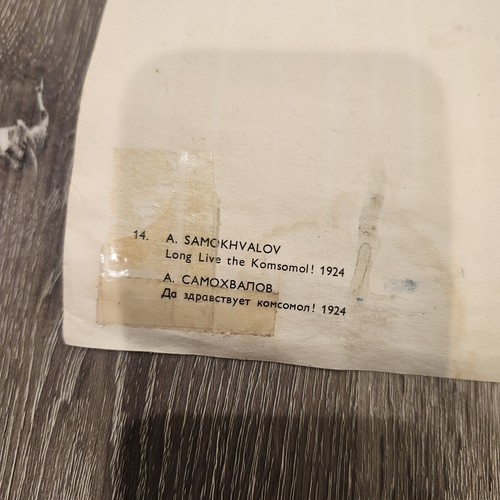 14. A. SAMOKHVALOV
Long Live the Komsomol! 1924
А. САМОХВАЛОВ
Да здравствует комсомол! 1924